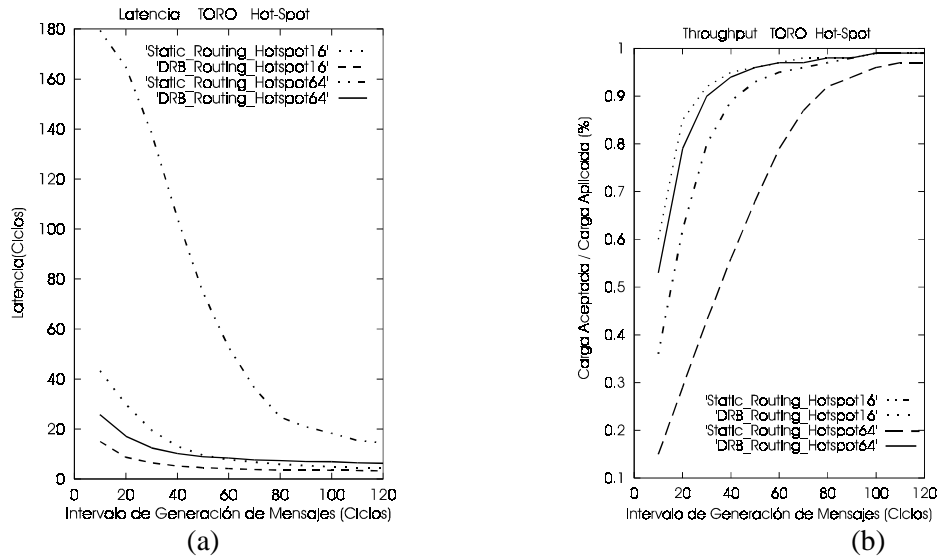 Latencia TORO Hot-Spot
180
160
140
120
100
80
60
40
20
0
Latencia(Ciclos)
'Static_Routing_Hotspot16'
'DRB_Routing_Hotspot16'
'Static_Routing_Hotspot64'
'DRB_Routing_Hotspot64'
0 20 40 60 80 100 120
Intervalo de Generación de Mensajes (Ciclos)
(a)
Throughput TORO Hot-Spot
1
0.9
0.8
0.7
0.6
0.5
0.4
0.3
0.2
0.1
Carga Aceptada / Carga Aplicada (%)
'Static_Routing_Hotspot16'
'DRB_Routing_Hotspot16'
'Static_Routing_Hotspot64'
'DRB_Routing_Hotspot64'
0 20 40 60 80 100 120
Intervalo de Generación de Mensajes (Ciclos)
(b)